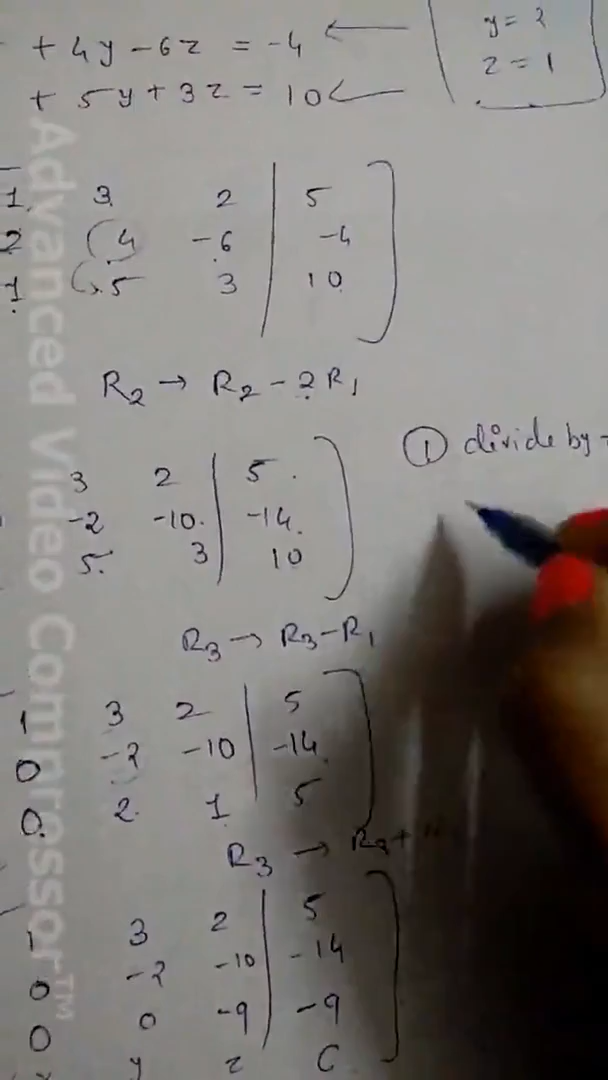 + 4y - 6z = -4
+ 5y + 3z = 10
y = 2
z = 1
1 3 2 | 5
2 4 -6 | -4
1 5 3 | 10
R2 → R2 - 2R1
3 2 | 5
-2 -10 | -14
5 3 | 10
① divide by
R3 → R3 - R1
1 3 2 | 5
0 -2 -10 | -14
0 2 1 | 5
R3 → R3 +
1 3 2 | 5
0 -2 -10 | -14
0 0 -9 | -9
y z C
Advanced Video Compressor™